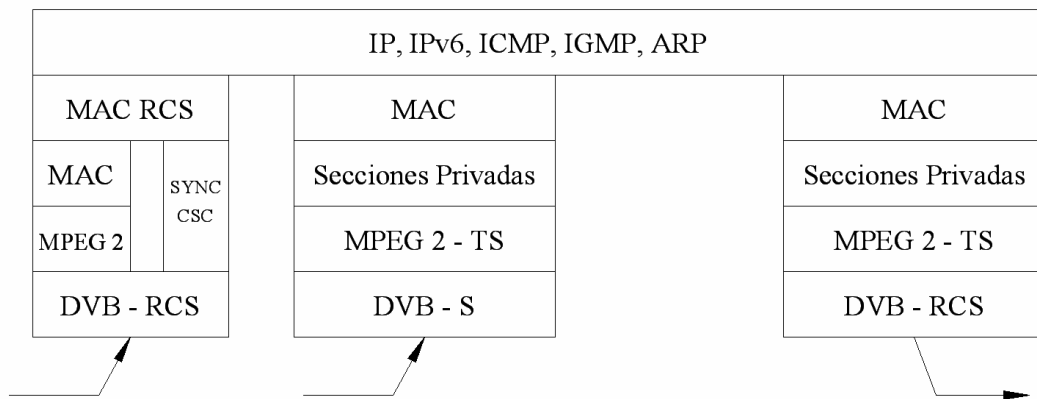 IP, IPv6, ICMP, IGMP, ARP
MAC RCS
MAC
MPEG 2
SYNC
CSC
DVB - RCS
MAC
Secciones Privadas
MPEG 2 - TS
DVB - S
MAC
Secciones Privadas
MPEG 2 - TS
DVB - RCS